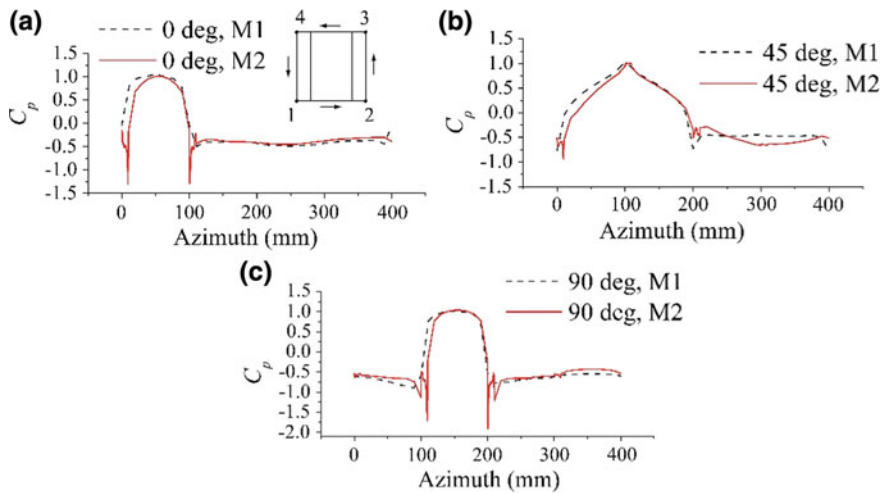 (a)
0 deg, M1
0 deg, M2
4 3
1 2
C_p
1.5
1.0
0.5
0.0
-0.5
-1.0
-1.5
0 100 200 300 400
Azimuth (mm)
(b)
45 deg, M1
45 deg, M2
C_p
1.5
1.0
0.5
0.0
-0.5
-1.0
-1.5
0 100 200 300 400
Azimuth (mm)
(c)
90 deg, M1
90 deg, M2
C_p
1.5
1.0
0.5
0.0
-0.5
-1.0
-1.5
-2.0
0 100 200 300 400
Azimuth (mm)